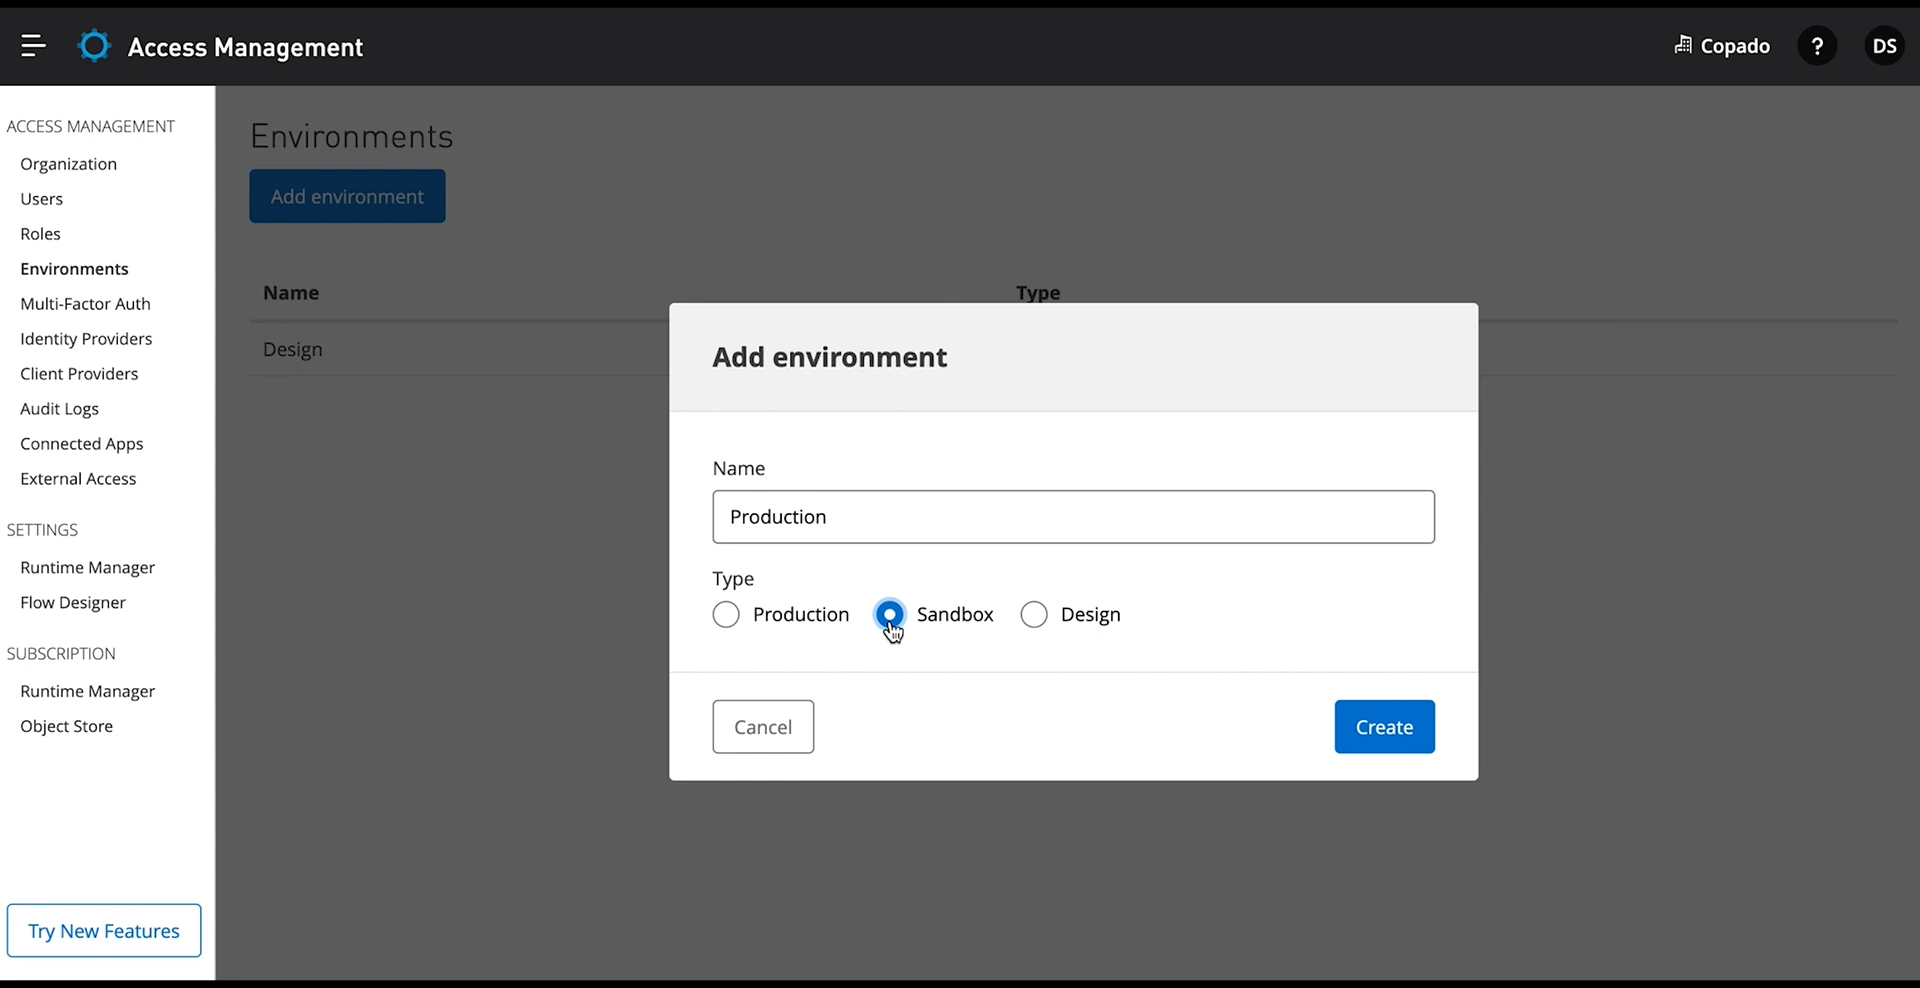 Access Management
Copado
?
DS
ACCESS MANAGEMENT
Organization
Users
Roles
Environments
Multi-Factor Auth
Identity Providers
Client Providers
Audit Logs
Connected Apps
External Access
SETTINGS
Runtime Manager
Flow Designer
SUBSCRIPTION
Runtime Manager
Object Store
Try New Features
Environments
Add environment
Name Type
Design
Add environment
Name
Production
Type
Production Sandbox Design
Cancel Create